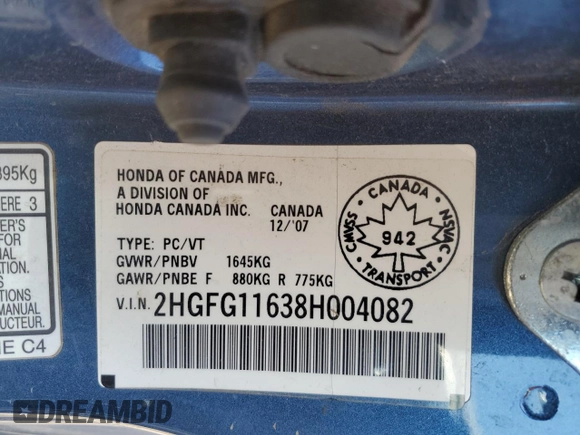 395Kg
ERE 3
ER'S
FOR
NAL
TION.
TIONS
MANUAL
UCTEUR.
E C4
HONDA OF CANADA MFG.,
A DIVISION OF
HONDA CANADA INC. CANADA
12/'07
TYPE: PC/VT
GVWR/PNBV 1645KG
GAWR/PNBE F 880KG R 775KG
V.I.N. 2HGFG11638H004082
CANADA
CMVSS
NSVAC
942
TRANSPORT
DREAMBID